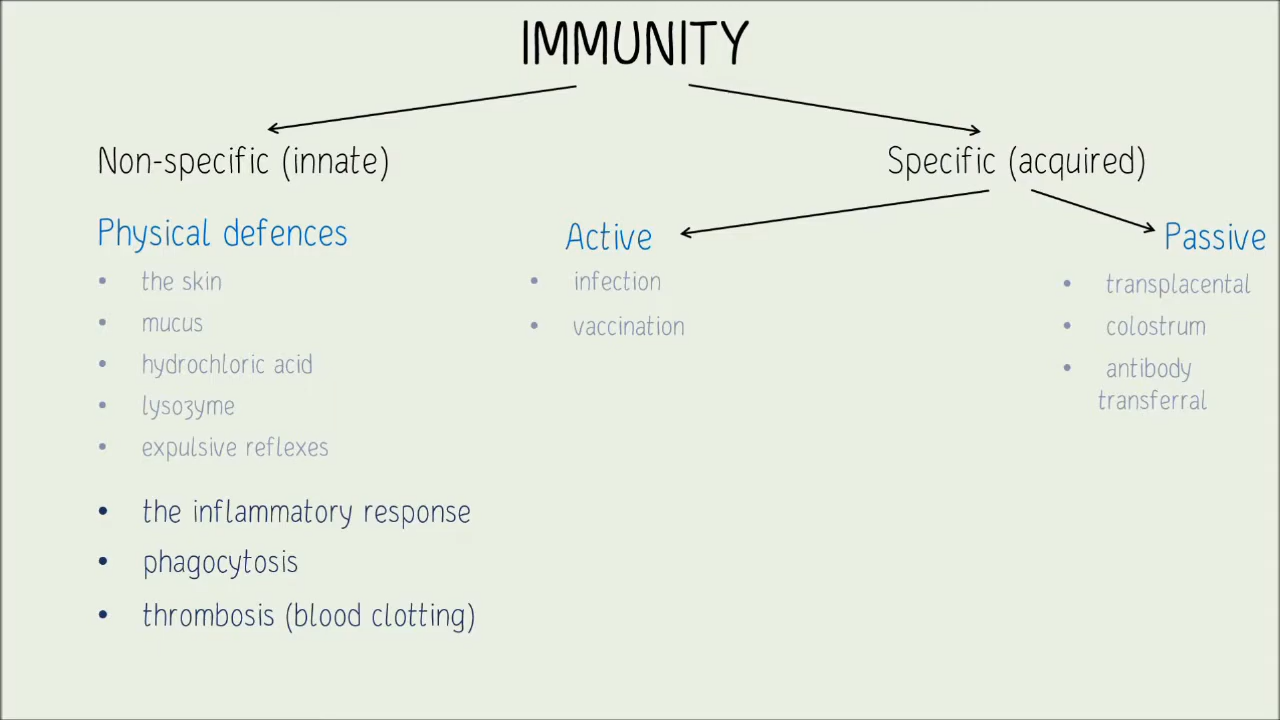 IMMUNITY
Non-specific (innate)
Specific (acquired)
Physical defences
• the skin
• mucus
• hydrochloric acid
• lysozyme
• expulsive reflexes
• the inflammatory response
• phagocytosis
• thrombosis (blood clotting)
Active
• infection
• vaccination
Passive
• transplacental
• colostrum
• antibody
transferral